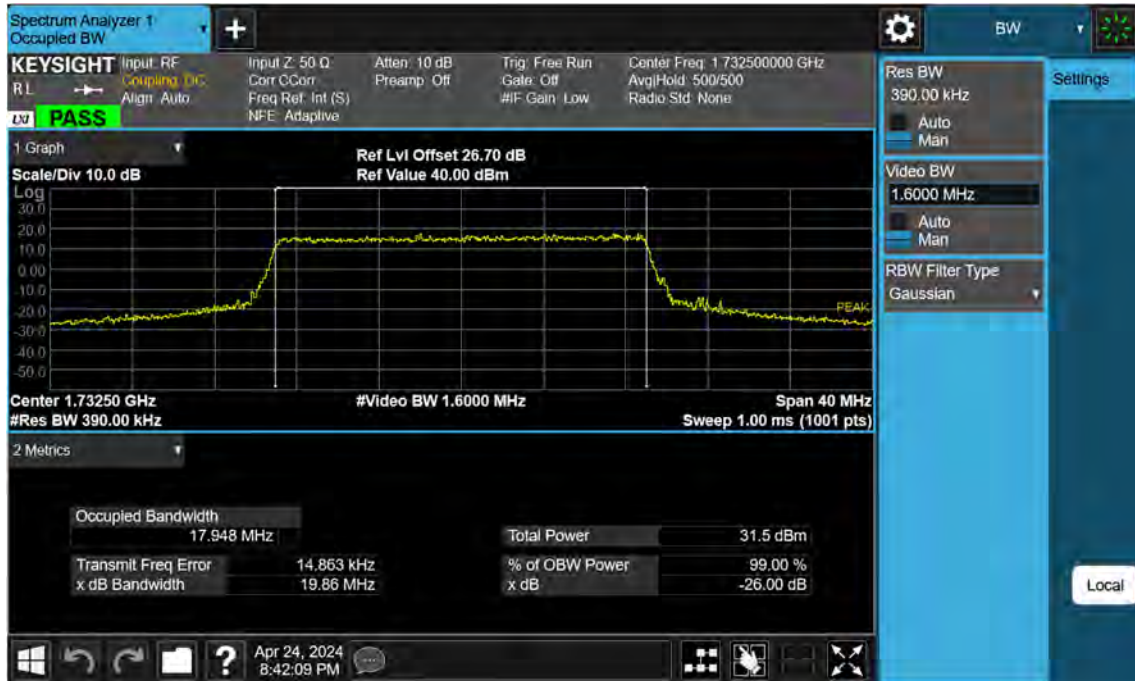 Spectrum Analyzer 1
Occupied BW
+
BW
KEYSIGHT
Input: RF
Coupling: DC
Align: Auto
Input Z: 50 Ω
Corr CCorr
Freq Ref: Int (S)
NFE: Adaptive
Atten: 10 dB
Preamp: Off
Trig: Free Run
Gate: Off
#IF Gain: Low
Center Freq: 1.732500000 GHz
Avg|Hold: 500/500
Radio Std: None
R L
LXI
PASS
1 Graph
Scale/Div 10.0 dB
Ref Lvl Offset 26.70 dB
Ref Value 40.00 dBm
Log
30.0
20.0
10.0
0.00
-10.0
-20.0
-30.0
-40.0
-50.0
PEAK
Center 1.73250 GHz
#Video BW 1.6000 MHz
Span 40 MHz
#Res BW 390.00 kHz
Sweep 1.00 ms (1001 pts)
2 Metrics
Occupied Bandwidth
17.948 MHz
Total Power 31.5 dBm
Transmit Freq Error 14.863 kHz
% of OBW Power 99.00 %
x dB Bandwidth 19.86 MHz
x dB -26.00 dB
?
Apr 24, 2024
8:42:09 PM
Res BW
390.00 kHz
Auto
Man
Video BW
1.6000 MHz
Auto
Man
RBW Filter Type
Gaussian
Settings
Local